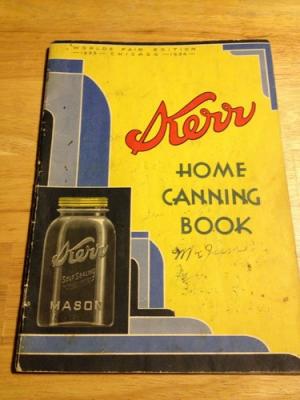 WORLDS FAIR EDITION
1933 — CHICAGO — 1934
Kerr
HOME
CANNING
BOOK
Kerr
SELF SEALING
MASON